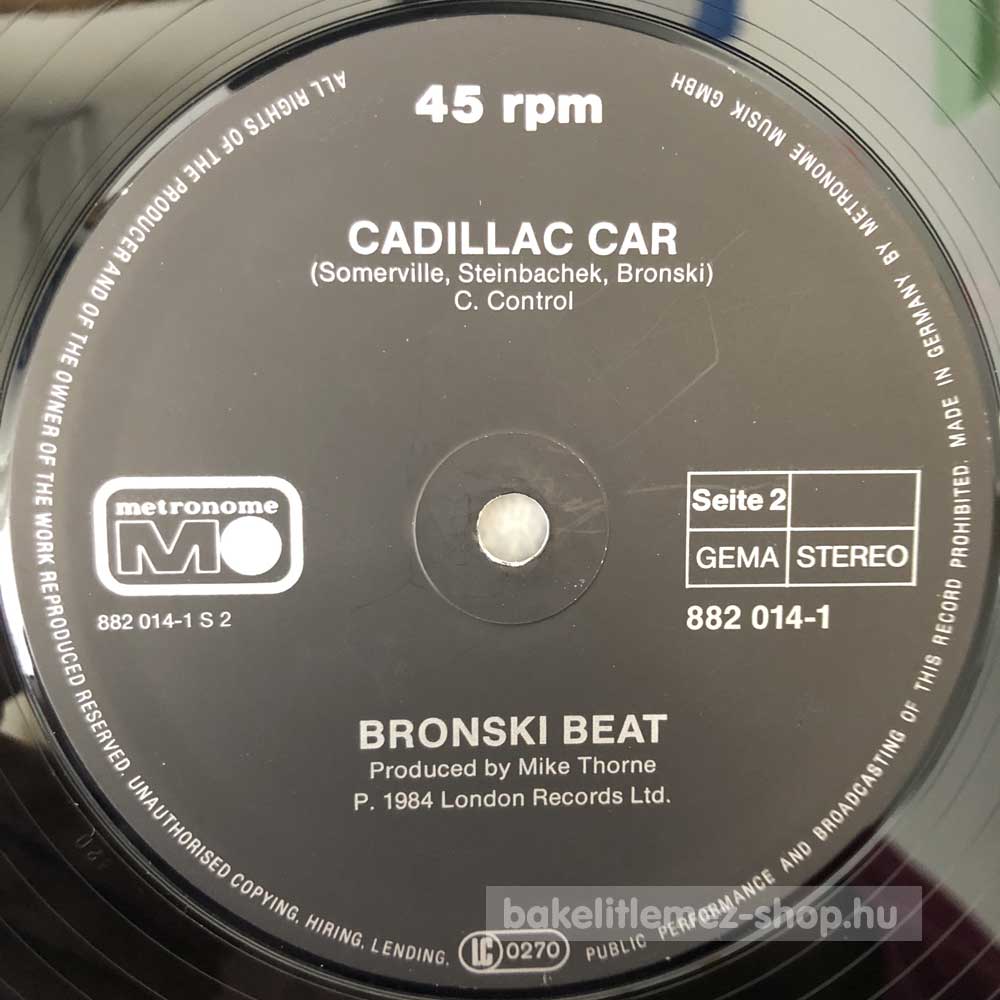 45 rpm
CADILLAC CAR
(Somerville, Steinbachek, Bronski)
C. Control
metronome
M
882 014-1 S 2
Seite 2
GEMA STEREO
882 014-1
BRONSKI BEAT
Produced by Mike Thorne
P. 1984 London Records Ltd.
ALL RIGHTS OF THE PRODUCER AND OF THE OWNER OF THE WORK REPRODUCED RESERVED. UNAUTHORISED COPYING. HIRING. LENDING. LC 0270 PUBLIC PERFORMANCE AND BROADCASTING OF THIS RECORD PROHIBITED. MADE IN GERMANY BY METRONOME MUSIK GMBH
bakelitlemez-shop.hu